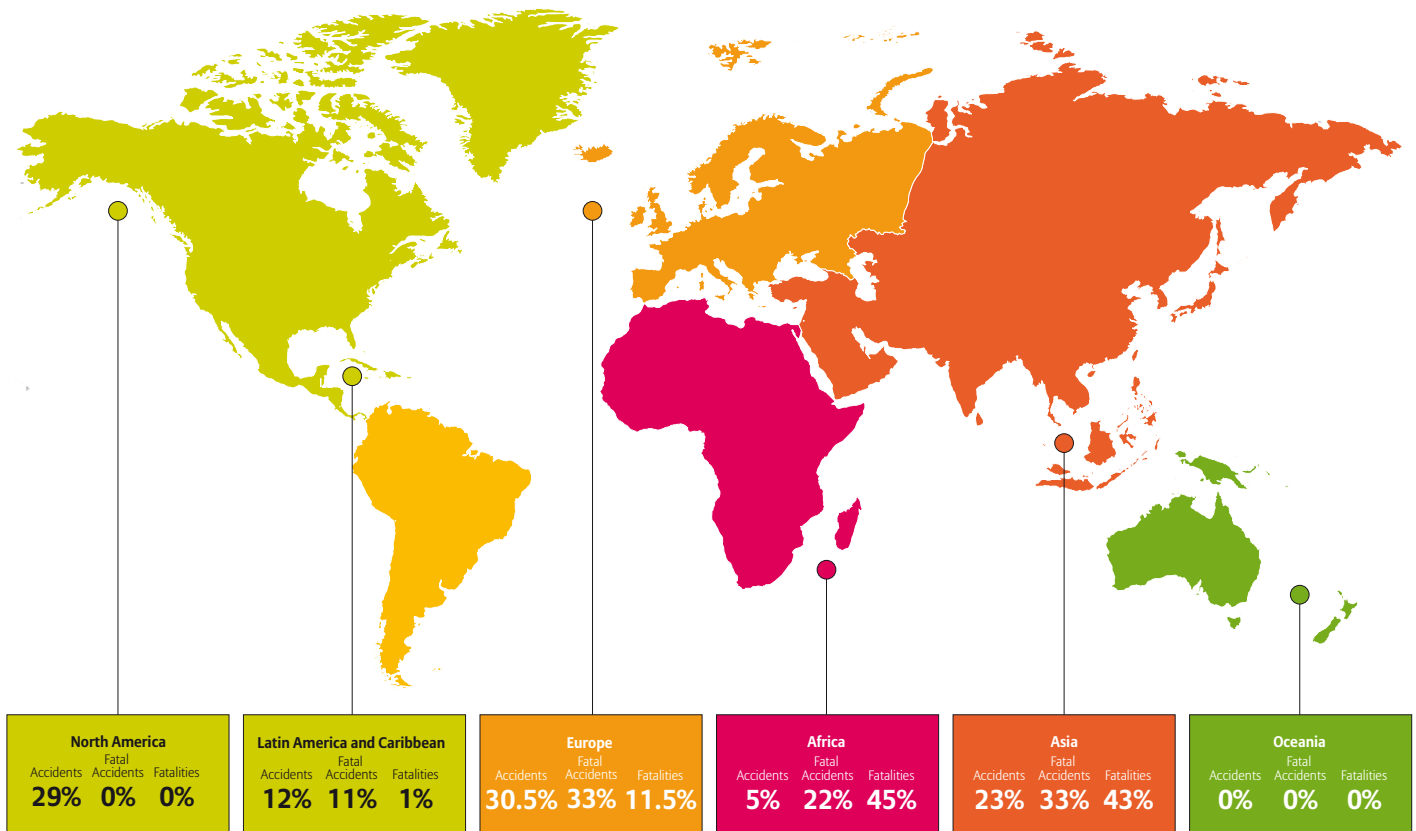 North America
Accidents Fatal Accidents Fatalities
29% 0% 0%
Latin America and Caribbean
Accidents Fatal Accidents Fatalities
12% 11% 1%
Europe
Accidents Fatal Accidents Fatalities
30.5% 33% 11.5%
Africa
Accidents Fatal Accidents Fatalities
5% 22% 45%
Asia
Accidents Fatal Accidents Fatalities
23% 33% 43%
Oceania
Accidents Fatal Accidents Fatalities
0% 0% 0%